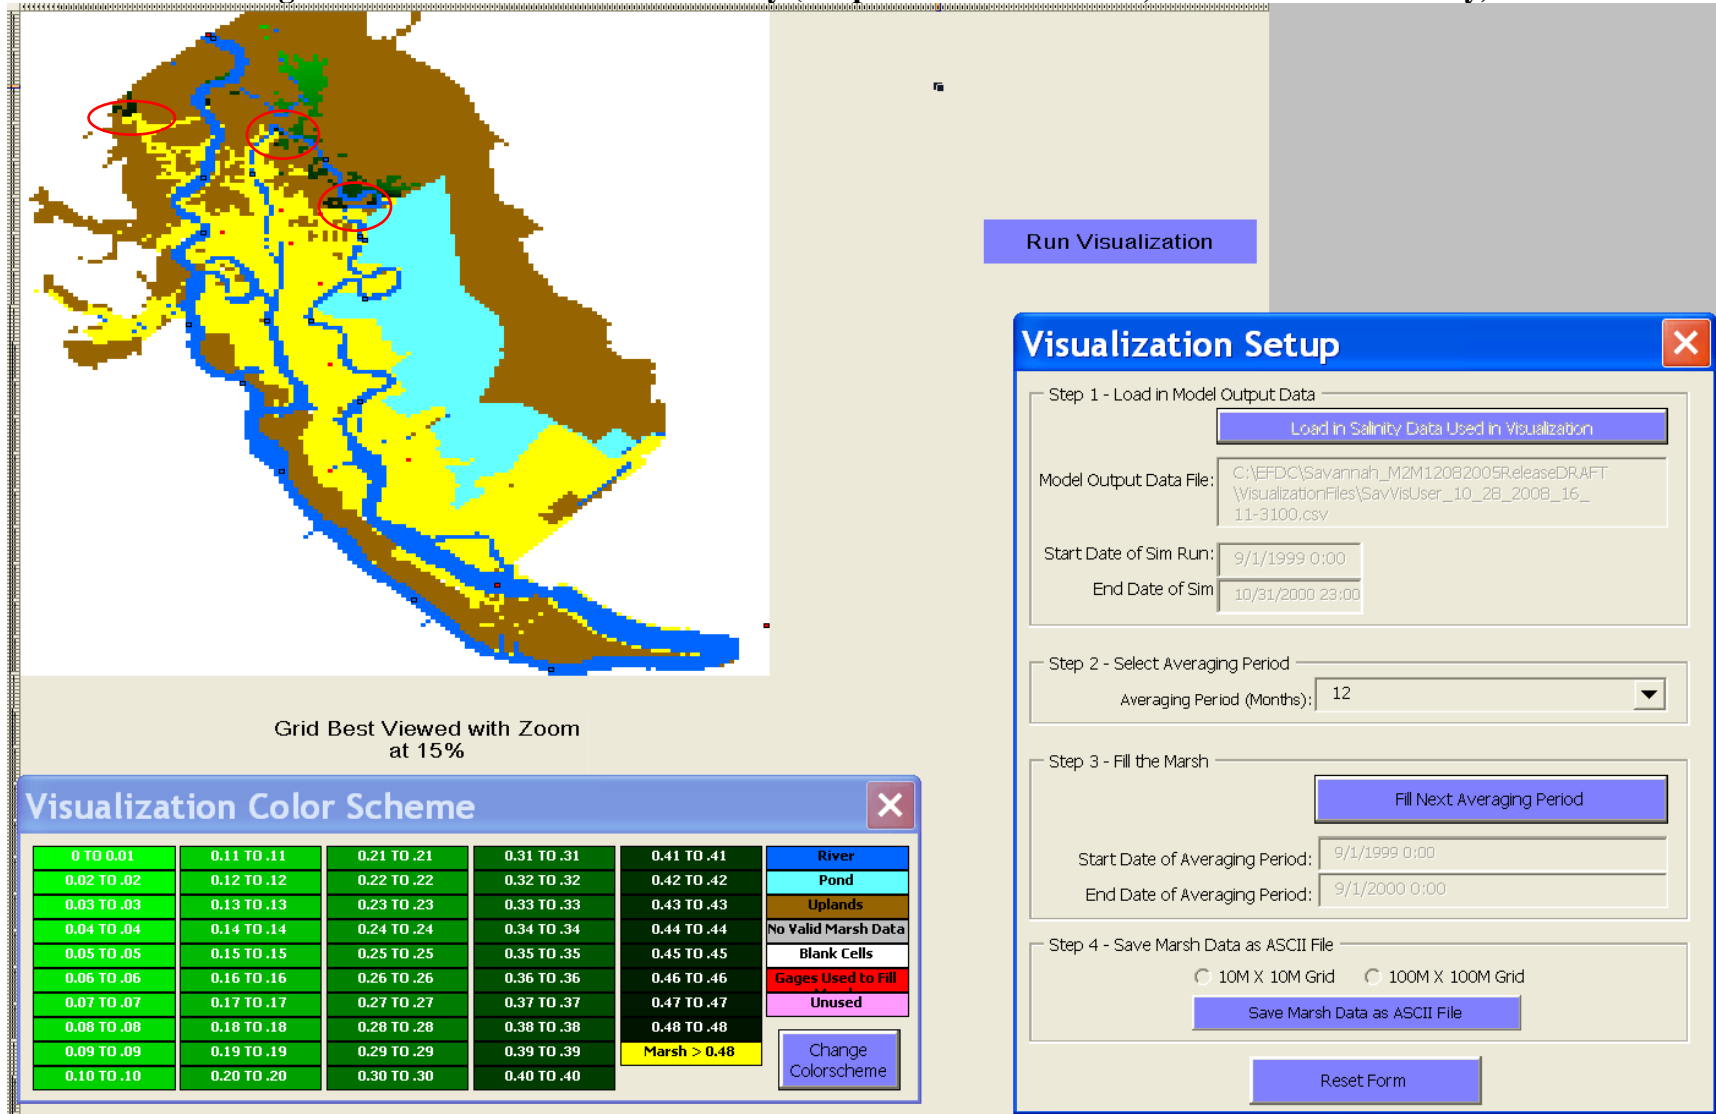 Run Visualization
Visualization Setup
Step 1 - Load in Model Output Data
Load in Salinity Data Used in Visualization
Model Output Data File:
C:\EFDC\Savannah_M2M12082005ReleaseDRAFT
\VisualizationFiles\SavVisUser_10_28_2008_16_
11-3100.csv
Start Date of Sim Run: 9/1/1999 0:00
End Date of Sim 10/31/2000 23:00
Step 2 - Select Averaging Period
Averaging Period (Months): 12
Step 3 - Fill the Marsh
Fill Next Averaging Period
Start Date of Averaging Period: 9/1/1999 0:00
End Date of Averaging Period: 9/1/2000 0:00
Step 4 - Save Marsh Data as ASCII File
10M X 10M Grid 100M X 100M Grid
Save Marsh Data as ASCII File
Reset Form
Grid Best Viewed with Zoom
at 15%
Visualization Color Scheme
0 TO 0.01 0.11 TO .11 0.21 TO .21 0.31 TO .31 0.41 TO .41 River
0.02 TO .02 0.12 TO .12 0.22 TO .22 0.32 TO .32 0.42 TO .42 Pond
0.03 TO .03 0.13 TO .13 0.23 TO .23 0.33 TO .33 0.43 TO .43 Uplands
0.04 TO .04 0.14 TO .14 0.24 TO .24 0.34 TO .34 0.44 TO .44 No Valid Marsh Data
0.05 TO .05 0.15 TO .15 0.25 TO .25 0.35 TO .35 0.45 TO .45 Blank Cells
0.06 TO .06 0.16 TO .16 0.26 TO .26 0.36 TO .36 0.46 TO .46 Gages Used to Fill
0.07 TO .07 0.17 TO .17 0.27 TO .27 0.37 TO .37 0.47 TO .47 Unused
0.08 TO .08 0.18 TO .18 0.28 TO .28 0.38 TO .38 0.48 TO .48
0.09 TO .09 0.19 TO .19 0.29 TO .29 0.39 TO .39 Marsh > 0.48
0.10 TO .10 0.20 TO .20 0.30 TO .30 0.40 TO .40
Change
Colorscheme